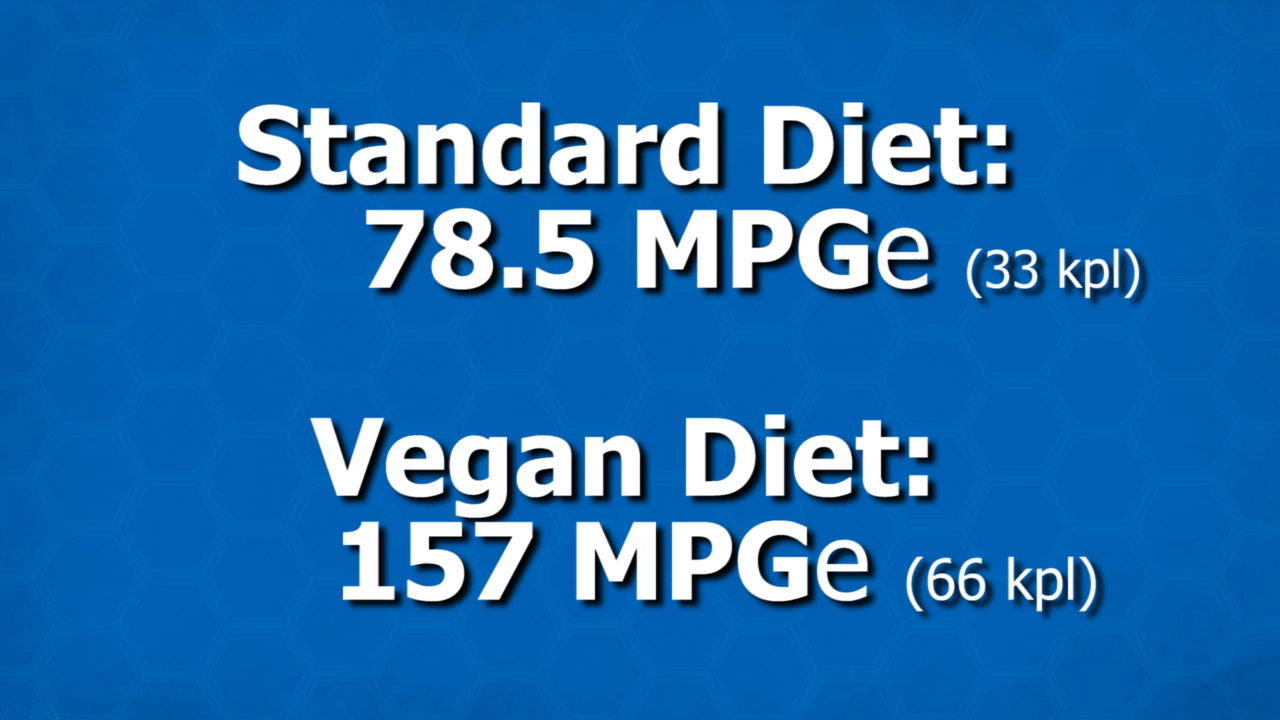 Standard Diet:
78.5 MPGe (33 kpl)
Vegan Diet:
157 MPGe (66 kpl)